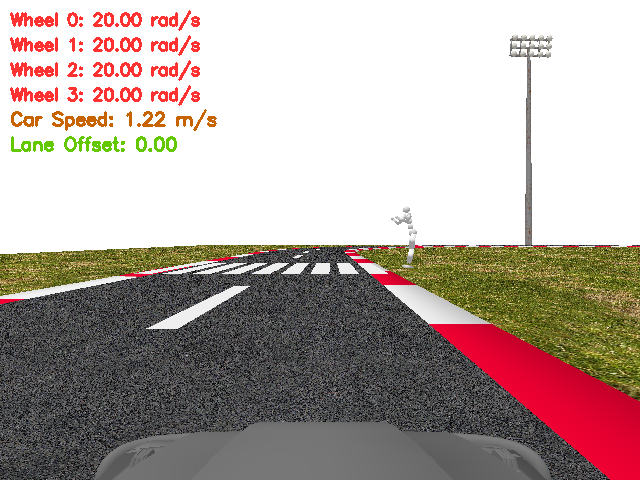 Wheel 0: 20.00 rad/s
Wheel 1: 20.00 rad/s
Wheel 2: 20.00 rad/s
Wheel 3: 20.00 rad/s
Car Speed: 1.22 m/s
Lane Offset: 0.00